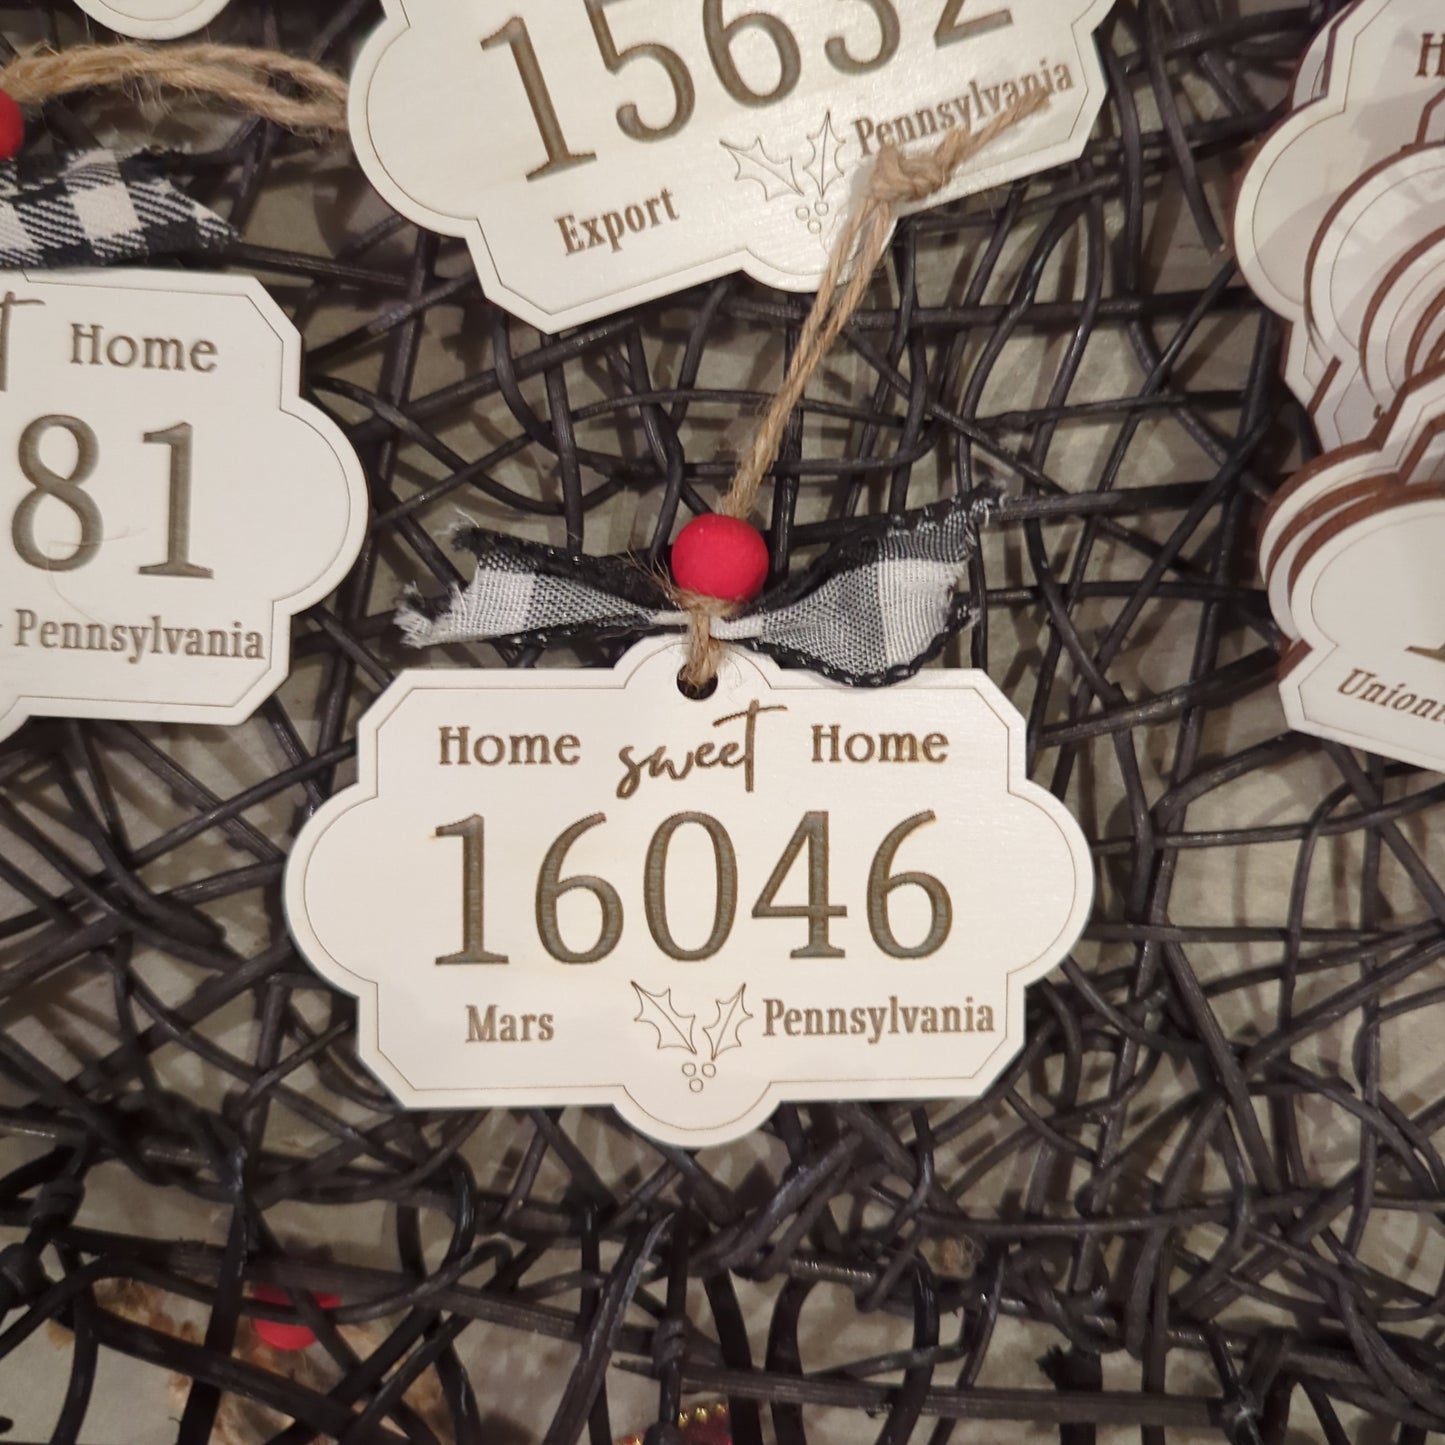 15632
Export Pennsylvania
Home
81
Pennsylvania
Home sweet Home
16046
Mars Pennsylvania